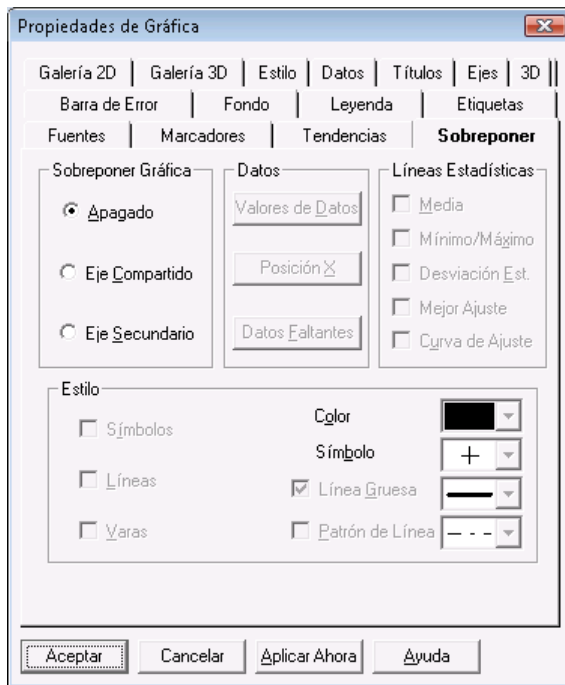 Propiedades de Gráfica
Galería 2D Galería 3D Estilo Datos Títulos Ejes 3D
Barra de Error Fondo Leyenda Etiquetas
Fuentes Marcadores Tendencias Sobreponer
Sobreponer Gráfica Datos Líneas Estadísticas
Apagado Valores de Datos Media
Mínimo/Máximo
Eje Compartido Posición X Desviación Est.
Mejor Ajuste
Eje Secundario Datos Faltantes Curva de Ajuste
Estilo
Símbolos Color
Símbolo
Líneas Línea Gruesa
Varas Patrón de Línea
Aceptar Cancelar Aplicar Ahora Ayuda